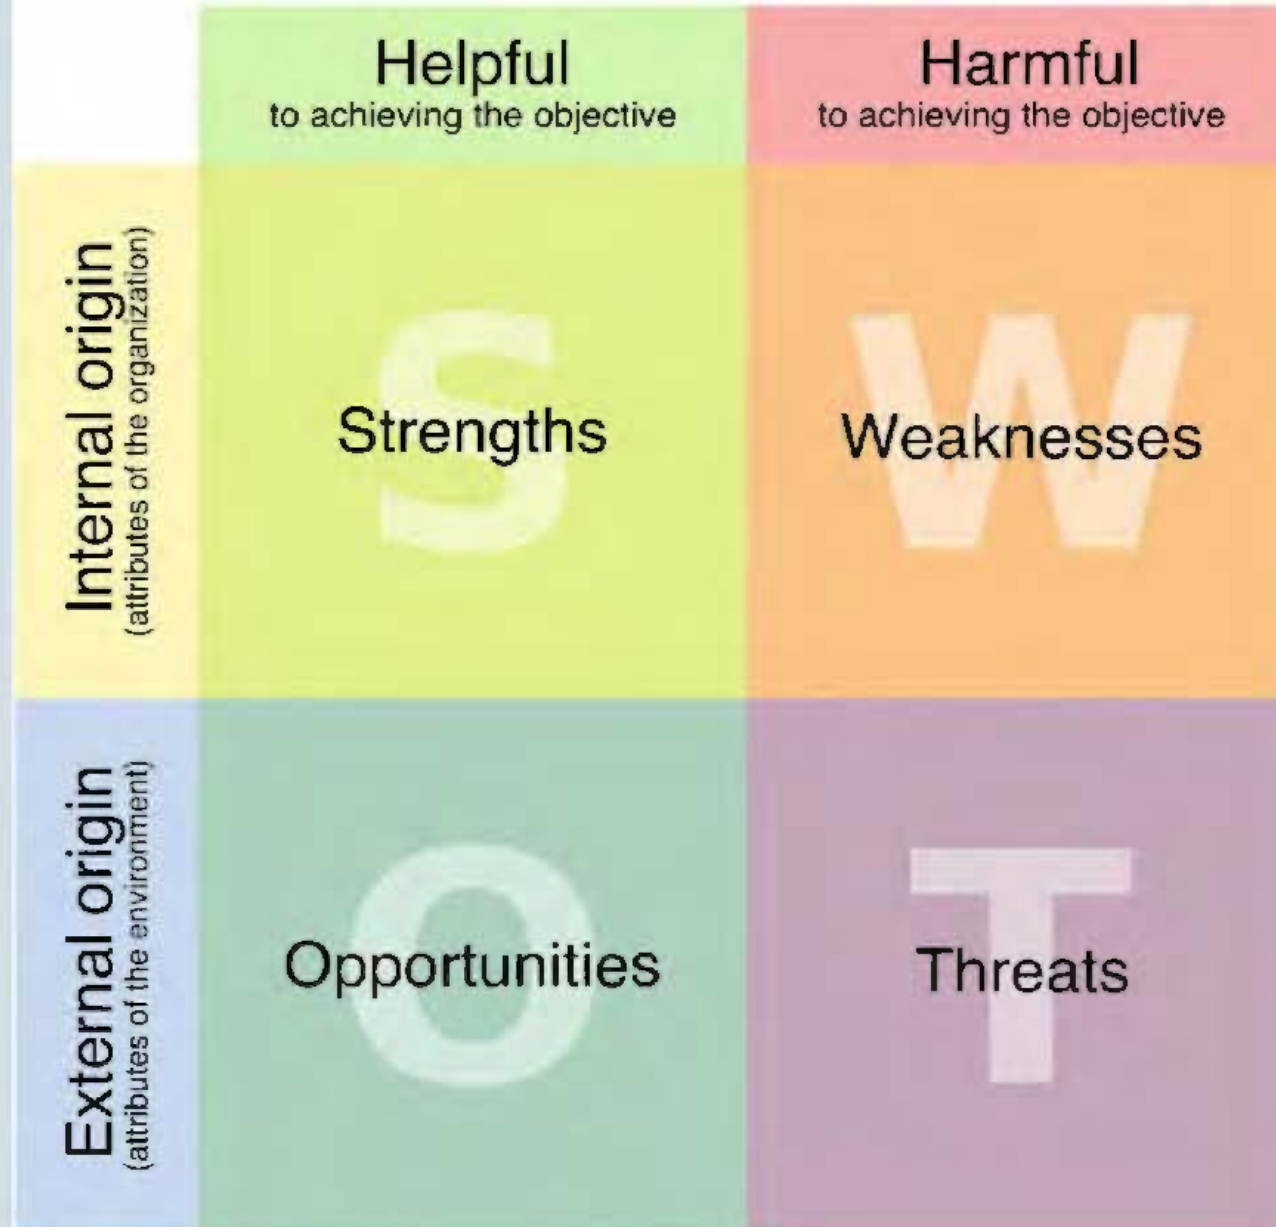 Helpful
to achieving the objective
Harmful
to achieving the objective
Internal origin
(attributes of the organization)
S
Strengths
W
Weaknesses
External origin
(attributes of the environment)
O
Opportunities
T
Threats